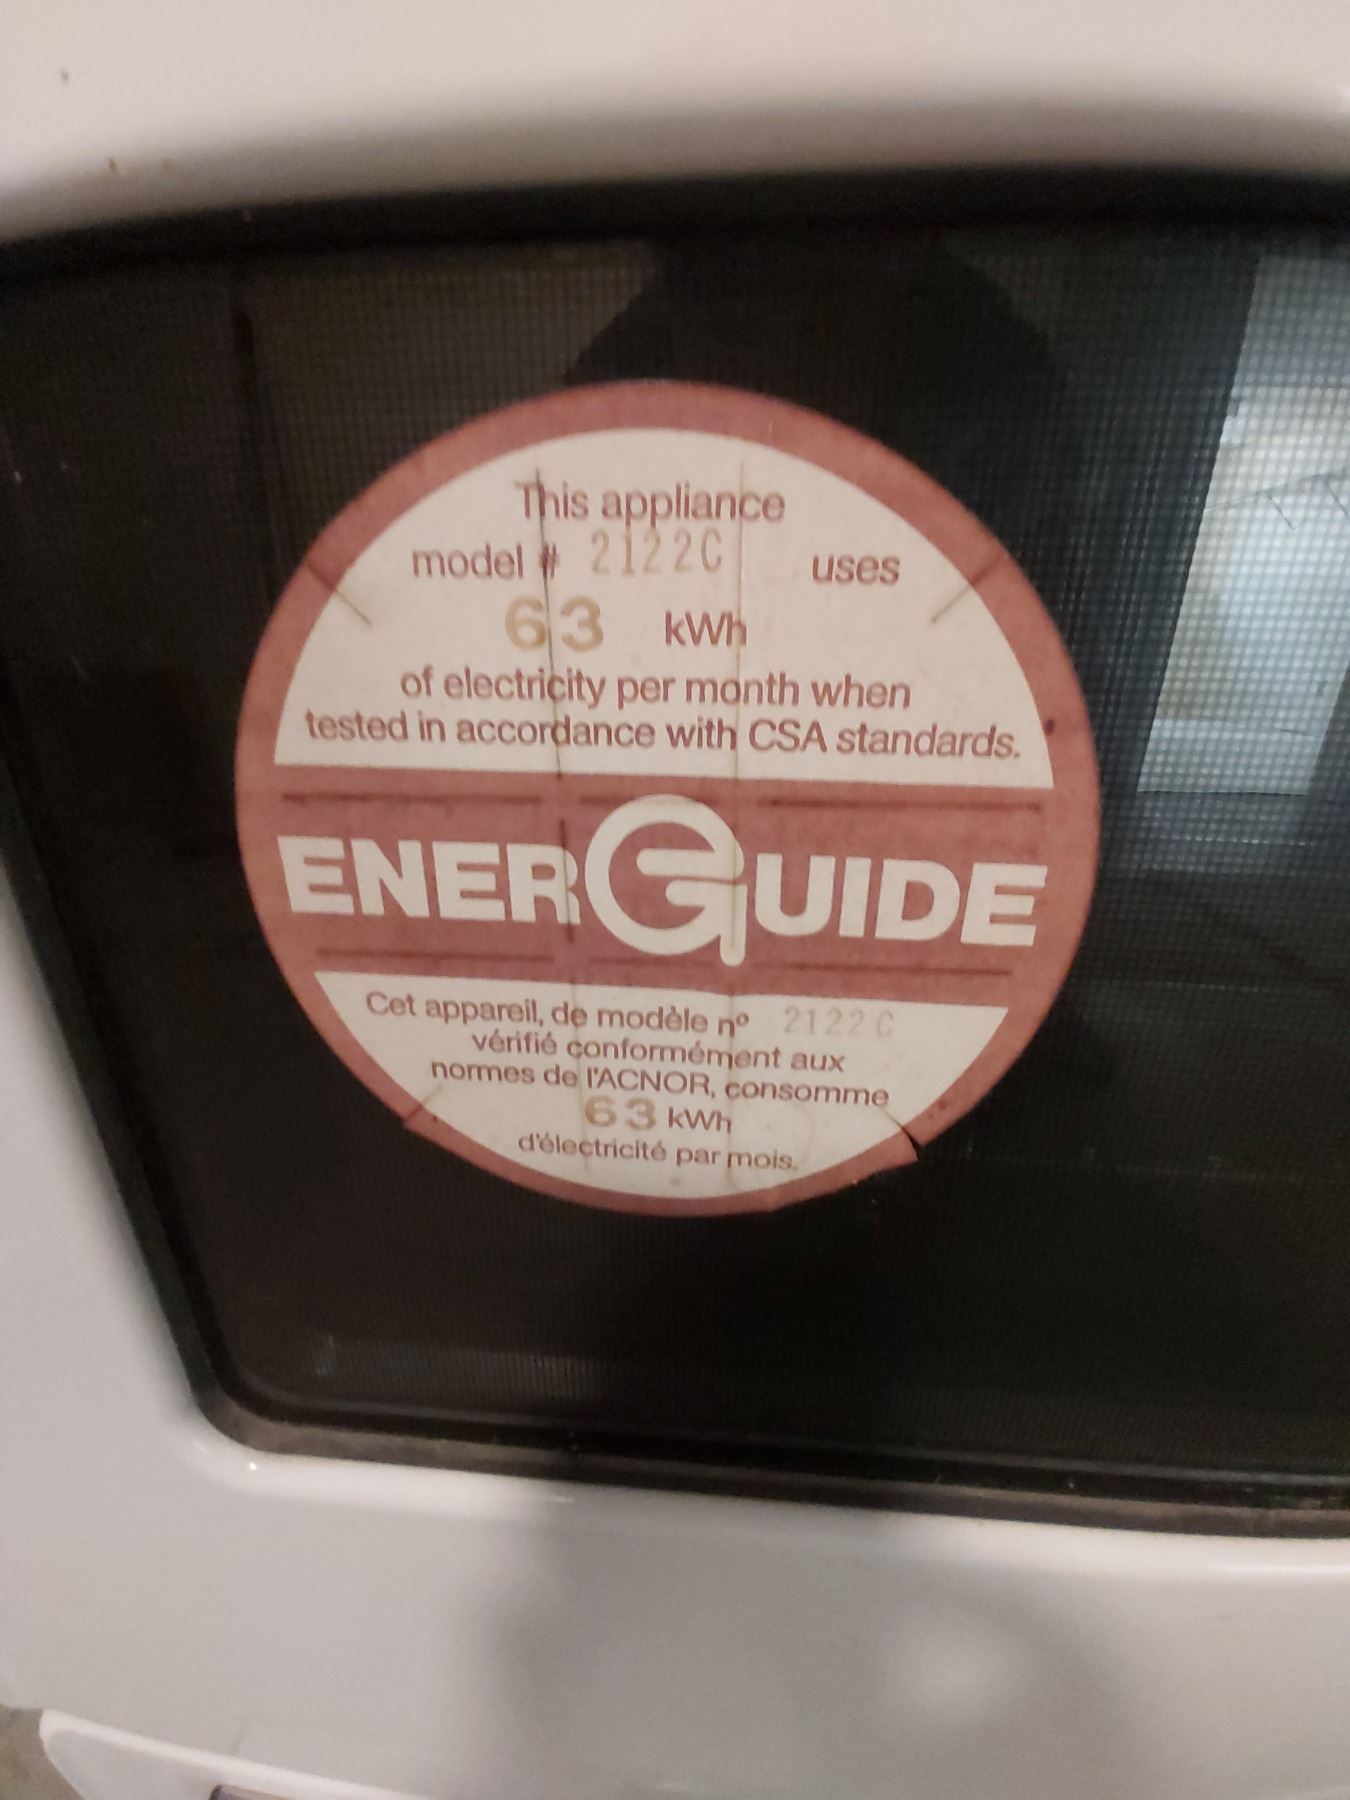 This appliance
model # 2122C uses
63 kWh
of electricity per month when
tested in accordance with CSA standards.
ENERGUIDE
Cet appareil, de modèle nº 2122C
vérifié conformément aux
normes de l'ACNOR, consomme
63 kWh
d'électricité par mois.